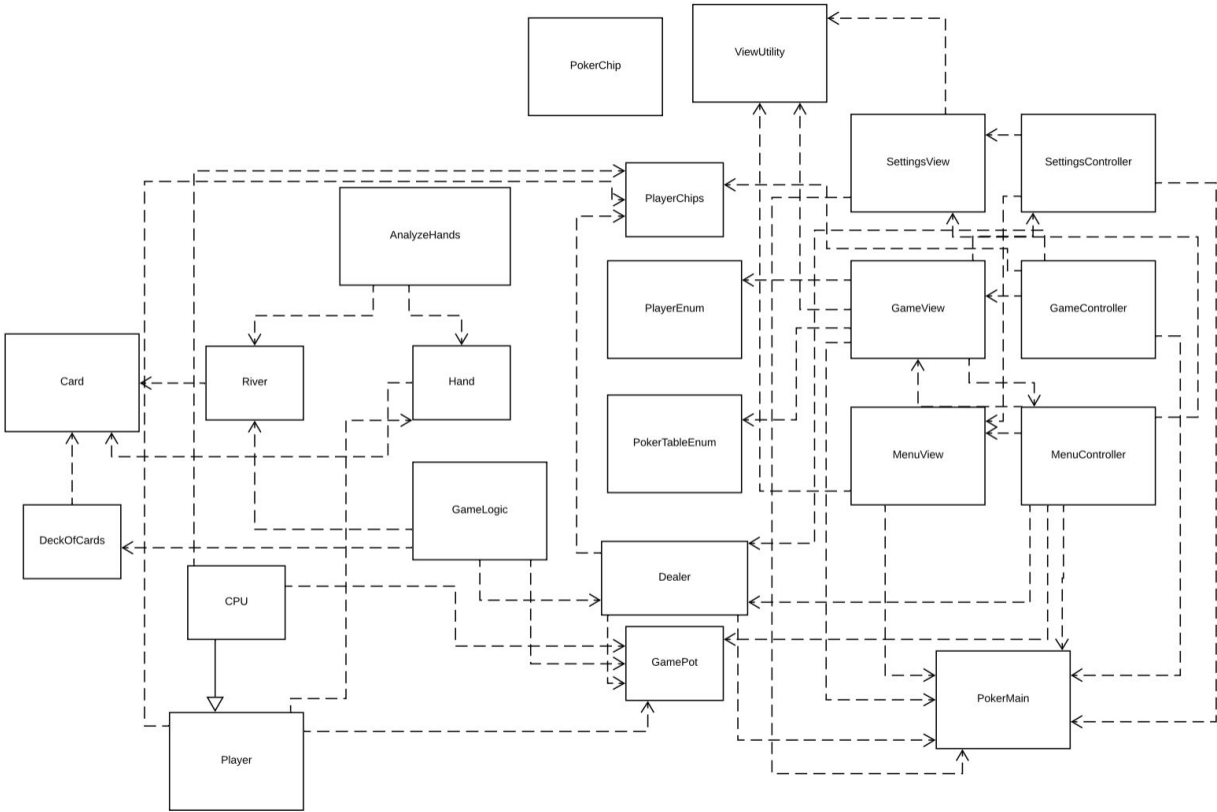 ViewUtility
PokerChip
SettingsView
SettingsController
PlayerChips
AnalyzeHands
PlayerEnum
GameView
GameController
Card
River
Hand
PokerTableEnum
MenuView
MenuController
GameLogic
DeckOfCards
Dealer
CPU
GamePot
PokerMain
Player